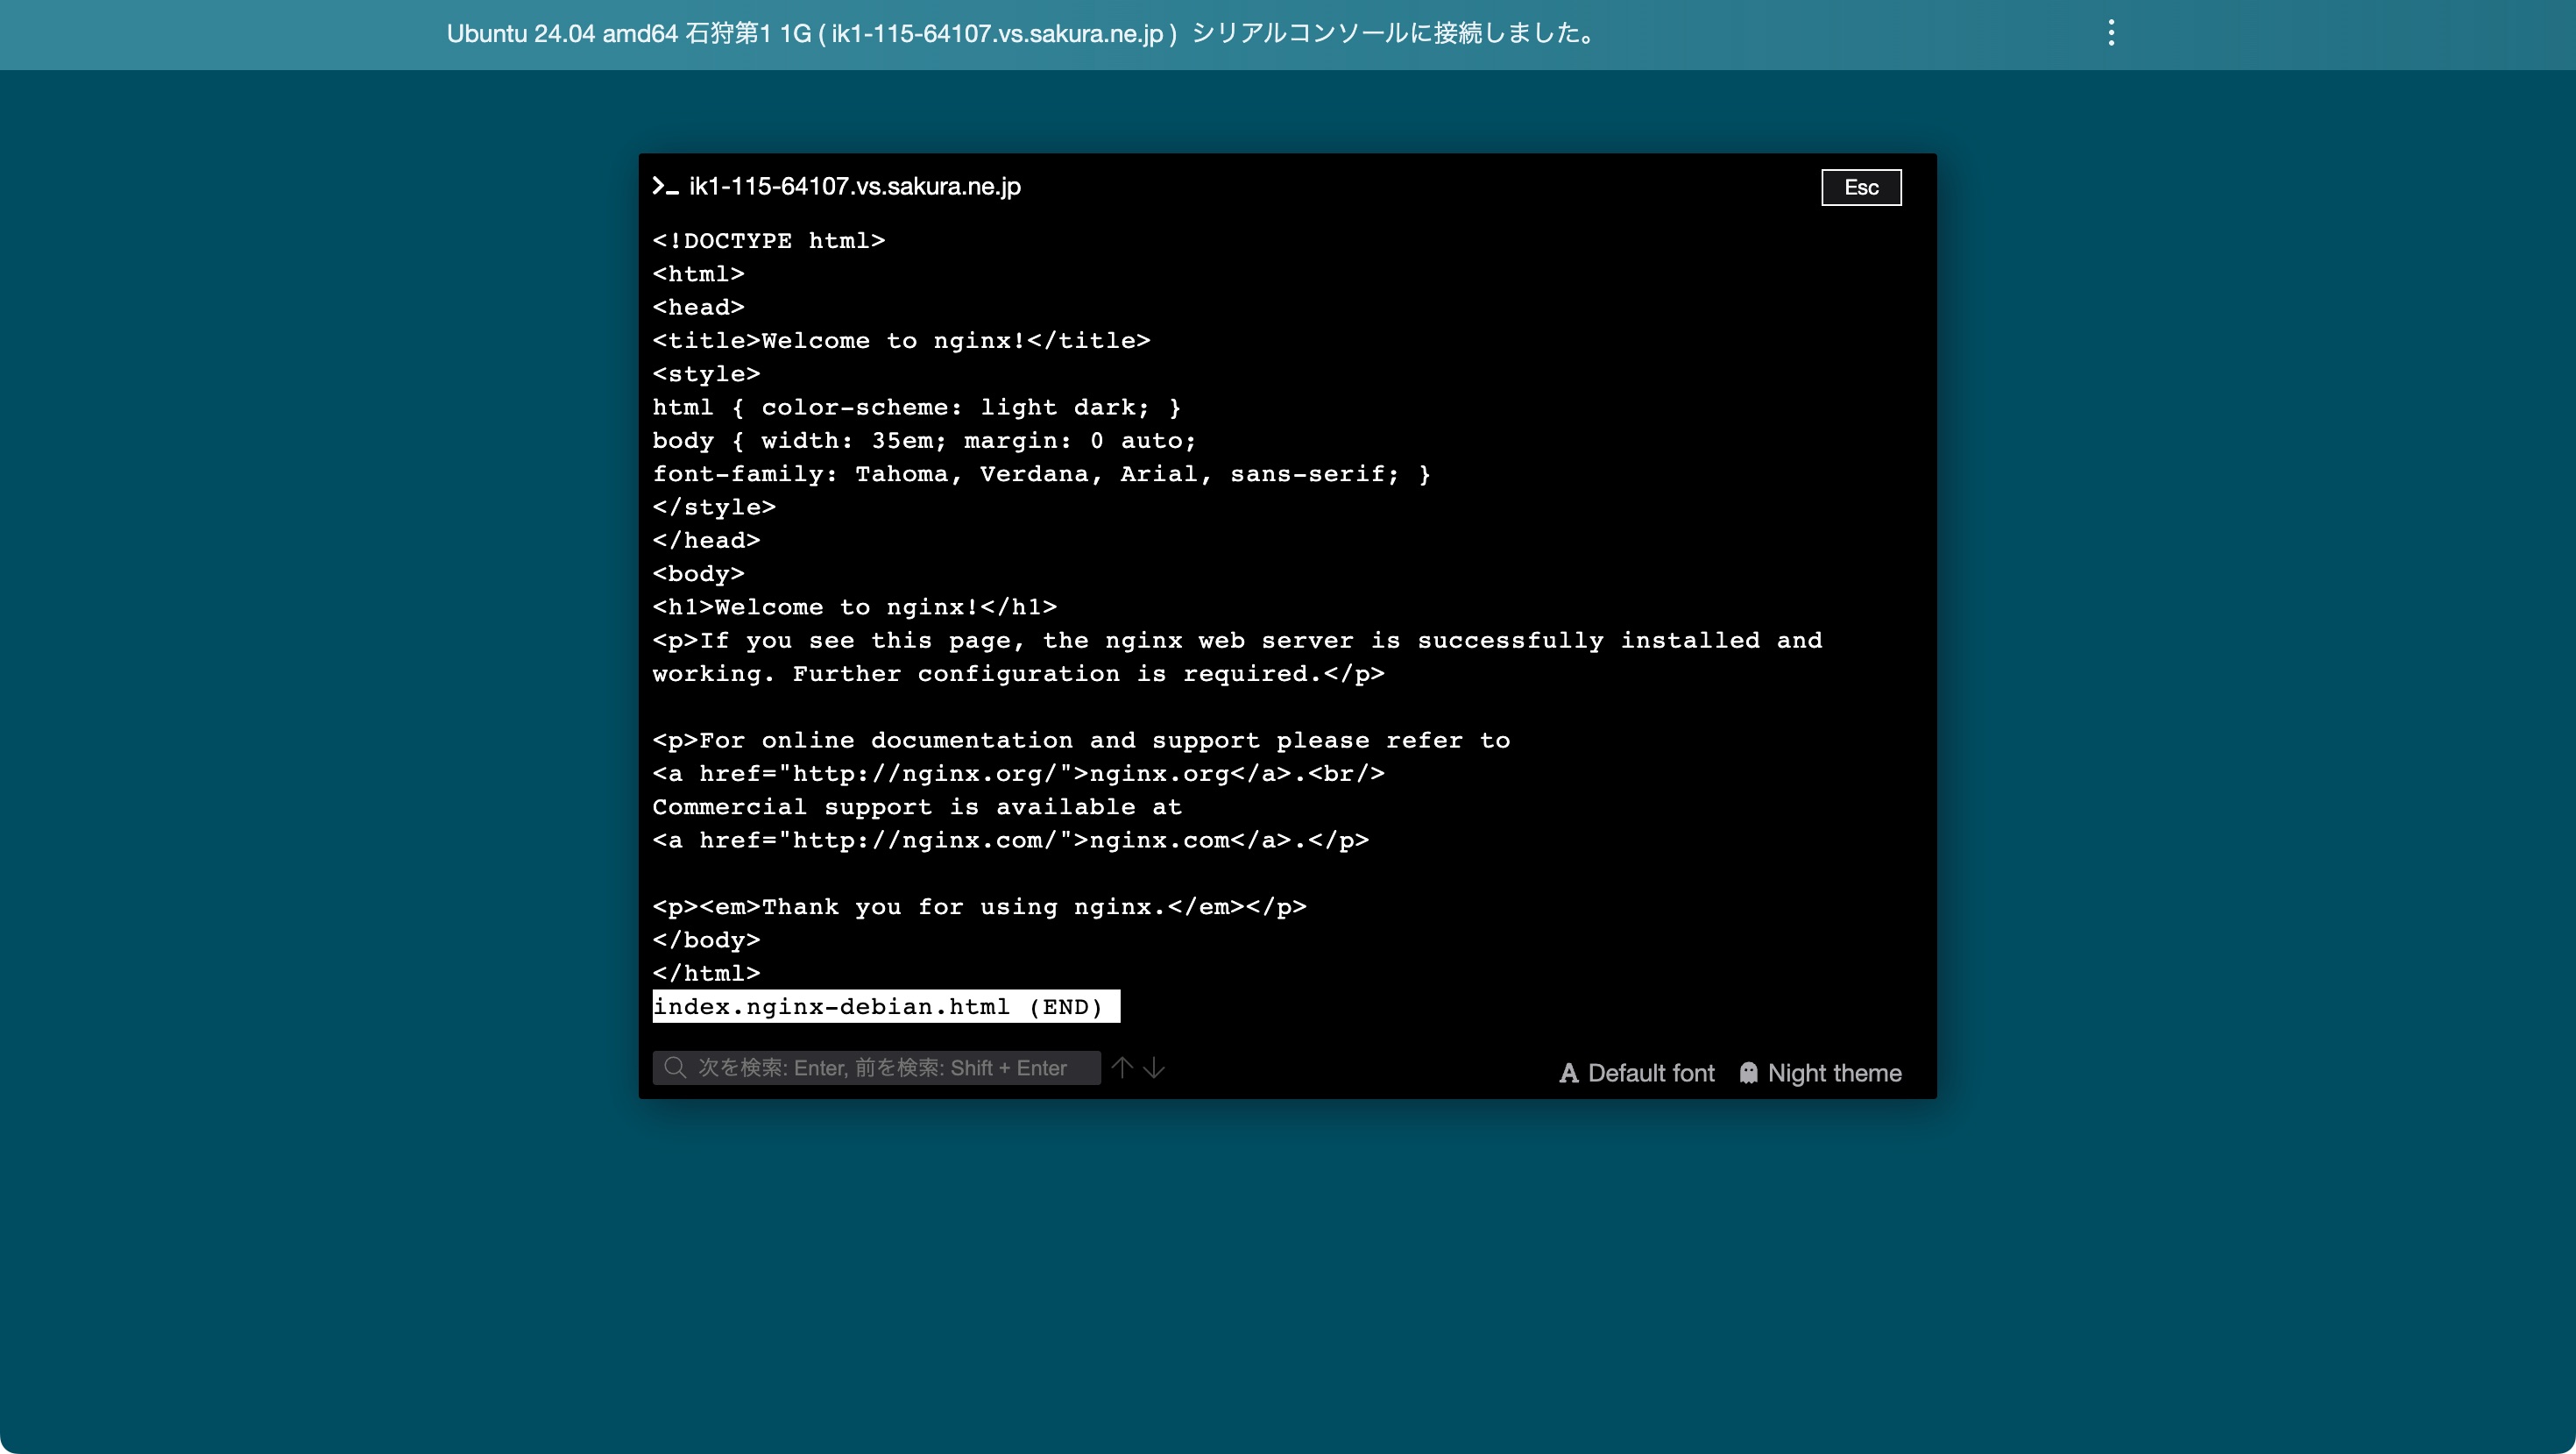 Ubuntu 24.04 amd64 石狩第1 1G ( ik1-115-64107.vs.sakura.ne.jp ) シリアルコンソールに接続しました。
ik1-115-64107.vs.sakura.ne.jp
Esc
<!DOCTYPE html>
<html>
<head>
<title>Welcome to nginx!</title>
<style>
html { color-scheme: light dark; }
body { width: 35em; margin: 0 auto;
font-family: Tahoma, Verdana, Arial, sans-serif; }
</style>
</head>
<body>
<h1>Welcome to nginx!</h1>
<p>If you see this page, the nginx web server is successfully installed and
working. Further configuration is required.</p>

<p>For online documentation and support please refer to
<a href="http://nginx.org/">nginx.org</a>.<br/>
Commercial support is available at
<a href="http://nginx.com/">nginx.com</a>.</p>

<p><em>Thank you for using nginx.</em></p>
</body>
</html>
index.nginx-debian.html (END)
次を検索: Enter, 前を検索: Shift + Enter
Default font
Night theme